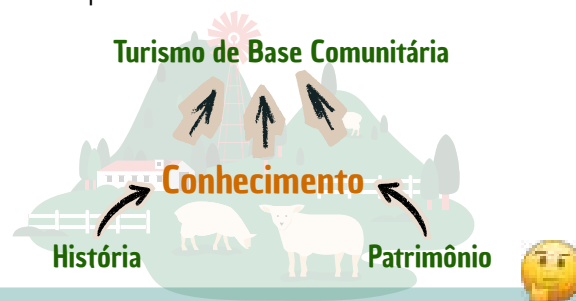 Turismo de Base Comunitária
Conhecimento
História
Patrimônio